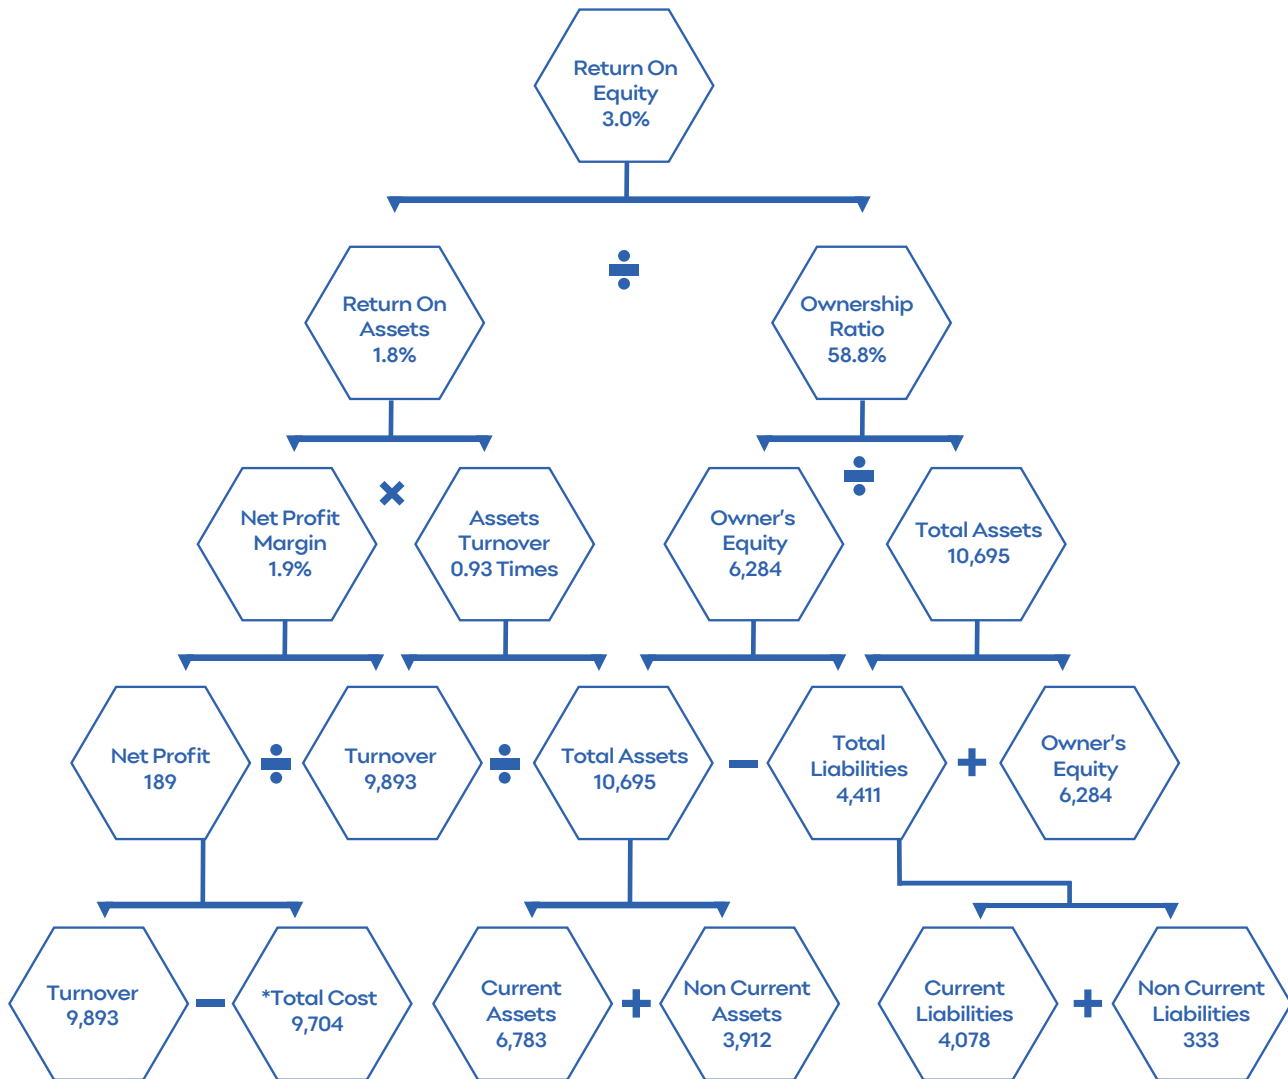 Return On
Equity
3.0%
Return On
Assets
1.8%
÷
Ownership
Ratio
58.8%
Net Profit
Margin
1.9%
×
Assets
Turnover
0.93 Times
Owner's
Equity
6,284
÷
Total Assets
10,695
Net Profit
189
÷
Turnover
9,893
÷
Total Assets
10,695
−
Total
Liabilities
4,411
+
Owner's
Equity
6,284
Turnover
9,893
−
*Total Cost
9,704
Current
Assets
6,783
+
Non Current
Assets
3,912
Current
Liabilities
4,078
+
Non Current
Liabilities
333